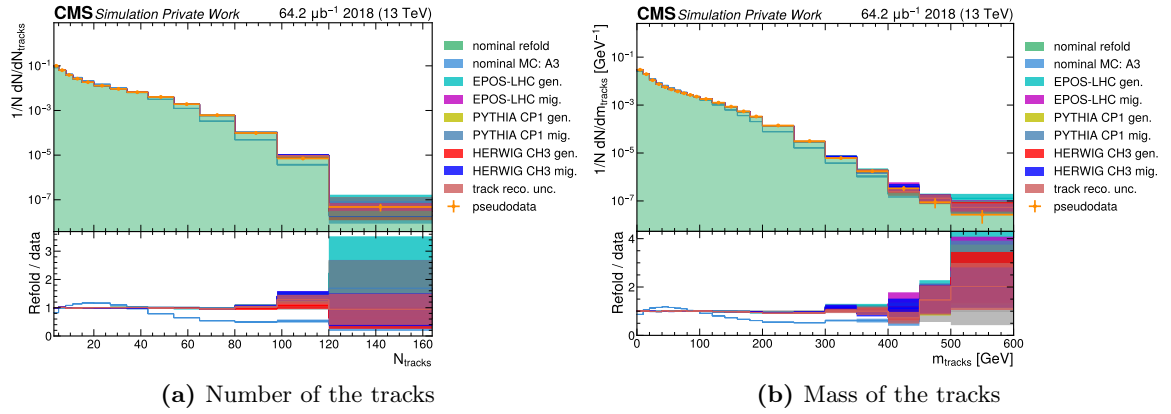 CMS Simulation Private Work 64.2 μb⁻¹ 2018 (13 TeV)
1/N dN/dN_tracks
10⁻¹
10⁻³
10⁻⁵
10⁻⁷
nominal refold
nominal MC: A3
EPOS-LHC gen.
EPOS-LHC mig.
PYTHIA CP1 gen.
PYTHIA CP1 mig.
HERWIG CH3 gen.
HERWIG CH3 mig.
track reco. unc.
pseudodata
Refold / data
3
2
1
0
20 40 60 80 100 120 140 160
N_tracks
(a) Number of the tracks
CMS Simulation Private Work 64.2 μb⁻¹ 2018 (13 TeV)
1/N dN/dm_tracks [GeV⁻¹]
10⁻¹
10⁻³
10⁻⁵
10⁻⁷
nominal refold
nominal MC: A3
EPOS-LHC gen.
EPOS-LHC mig.
PYTHIA CP1 gen.
PYTHIA CP1 mig.
HERWIG CH3 gen.
HERWIG CH3 mig.
track reco. unc.
pseudodata
Refold / data
4
2
0
0 100 200 300 400 500 600
m_tracks [GeV]
(b) Mass of the tracks